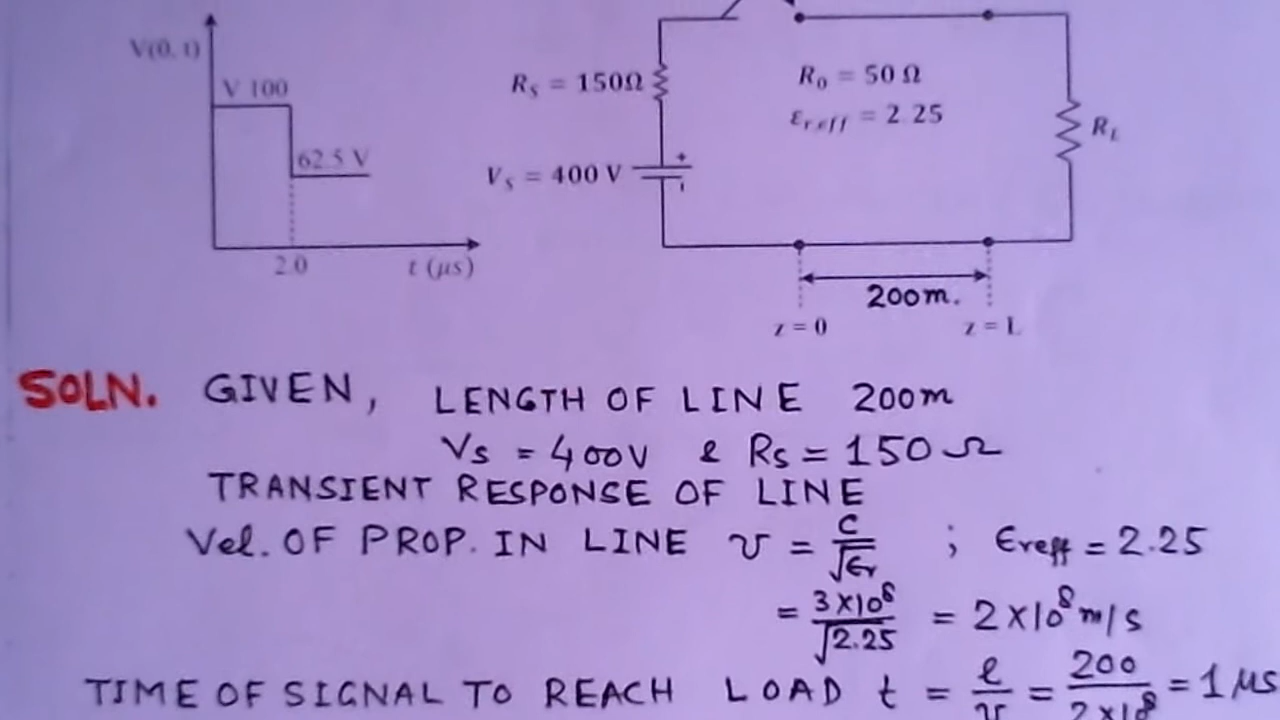 V(0, t)
V 100
62.5 V
2.0
t (μs)
R_S = 150Ω
V_S = 400 V
+
-
R_0 = 50 Ω
ε_reff = 2.25
R_L
200m.
z = 0
z = L
SOLN. GIVEN, LENGTH OF LINE 200m
Vs = 400V & Rs = 150Ω
TRANSIENT RESPONSE OF LINE
Vel. OF PROP. IN LINE v = c/√εr ; εreff = 2.25
= 3×10⁸/√2.25 = 2×10⁸ m/s
TIME OF SIGNAL TO REACH LOAD t = l/v = 200/2×10⁸ = 1 μs